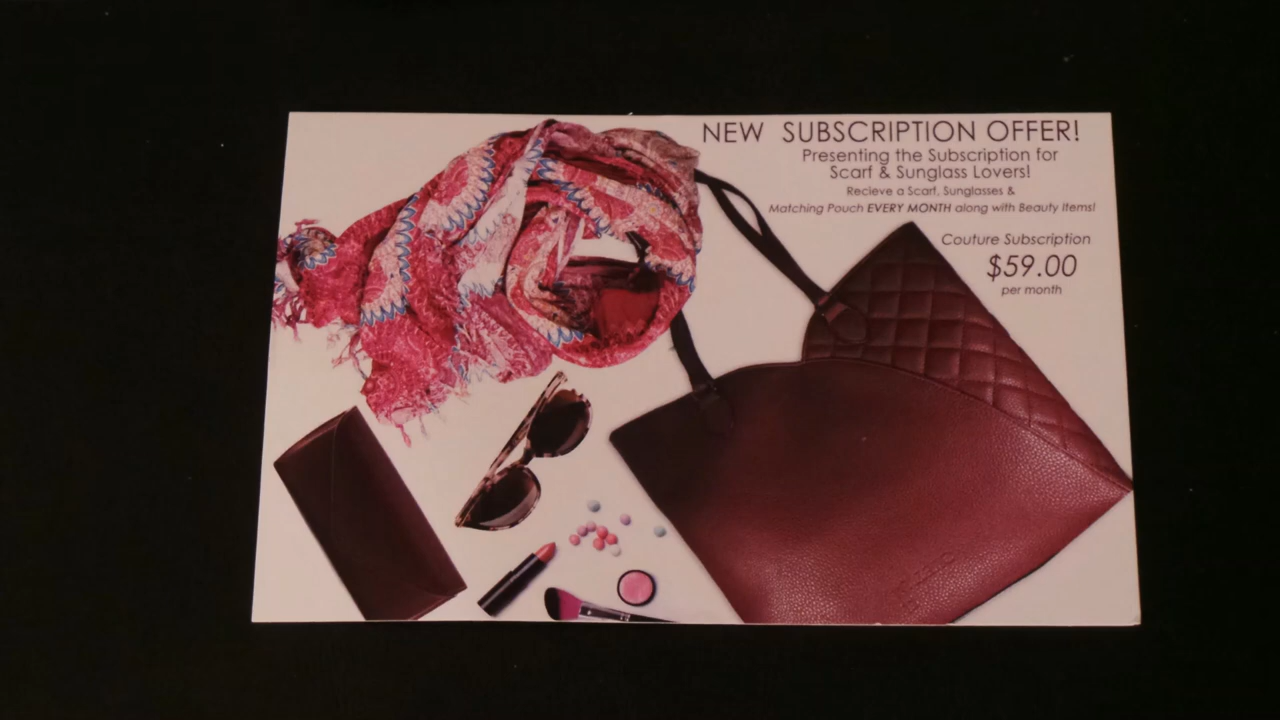 NEW SUBSCRIPTION OFFER!
Presenting the Subscription for
Scarf & Sunglass Lovers!
Recieve a Scarf, Sunglasses &
Matching Pouch EVERY MONTH along with Beauty Items!
Couture Subscription
$59.00
per month